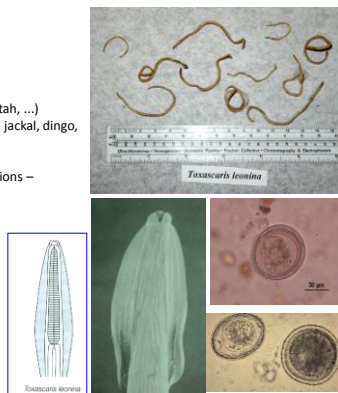 tah, ...)
jackal, dingo,
ions –
Toxascaris leonina
30 µm
Toxascaris leonina